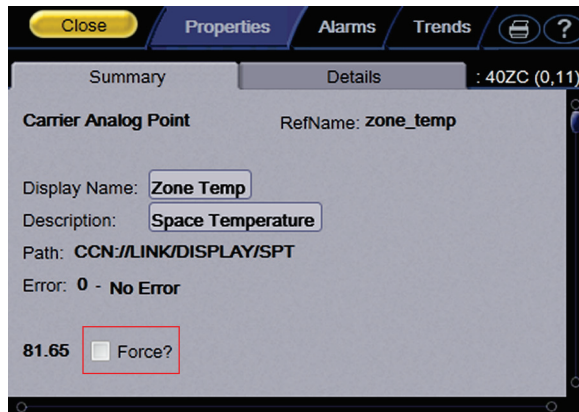 Close Properties Alarms Trends ?
Summary Details : 40ZC (0,11)
Carrier Analog Point RefName: zone_temp
Display Name: Zone Temp
Description: Space Temperature
Path: CCN://LINK/DISPLAY/SPT
Error: 0 - No Error
81.65 Force?